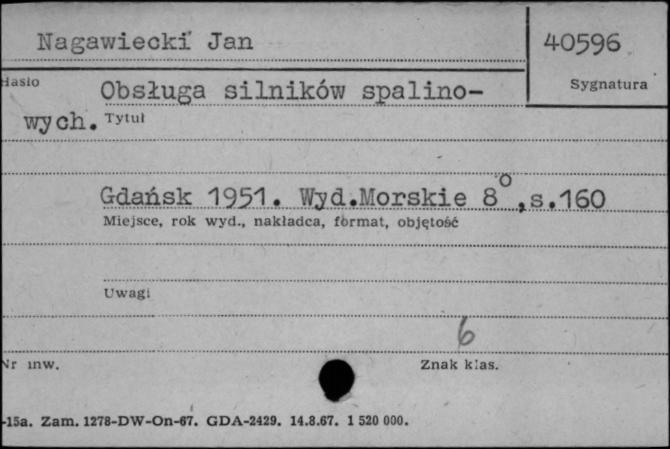 Nagawiecki Jan
40596
Hasło
Sygnatura
Obsługa silników spalino-
wych.
Tytuł
Gdańsk 1951. Wyd.Morskie 8°,s.160
Miejsce, rok wyd., nakładca, format, objętość
Uwagi
6
Nr inw.
Znak klas.
-15a. Zam. 1278-DW-On-67. GDA-2429. 14.8.67. 1 520 000.